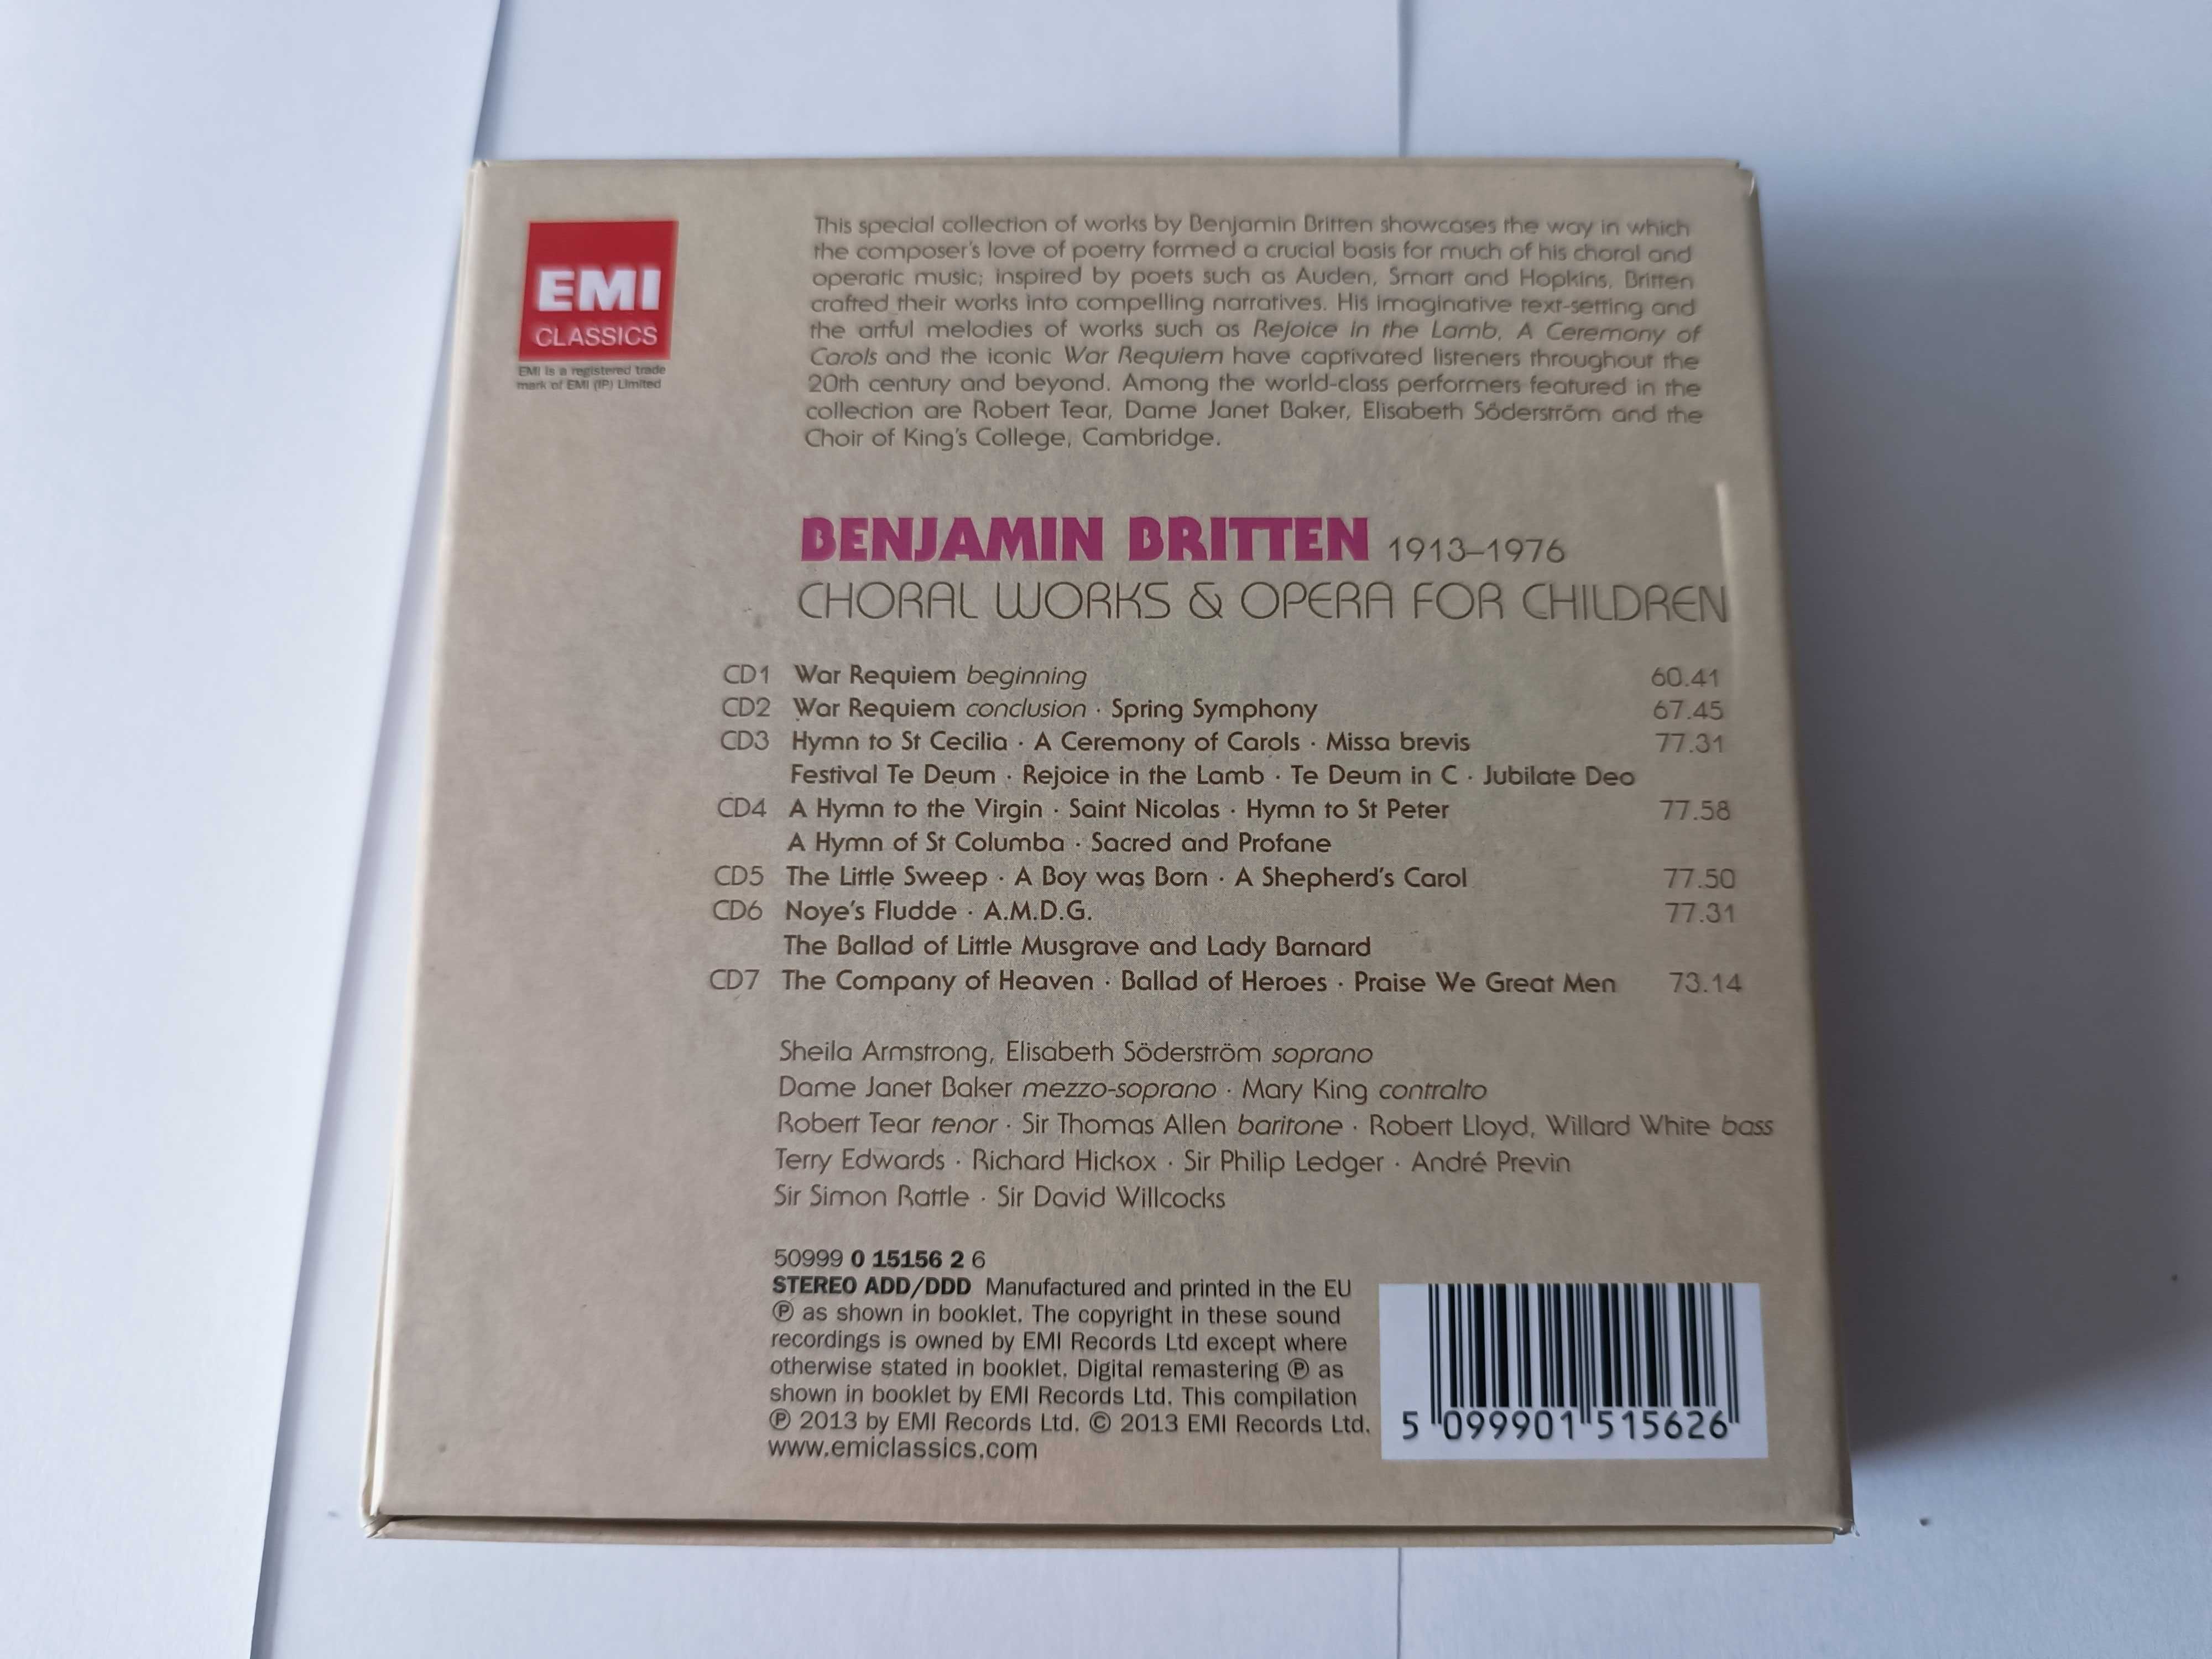 EMI
CLASSICS
EMI is a registered trade
mark of EMI (IP) Limited
This special collection of works by Benjamin Britten showcases the way in which
the composer's love of poetry formed a crucial basis for much of his choral and
operatic music; inspired by poets such as Auden, Smart and Hopkins, Britten
crafted their works into compelling narratives. His imaginative text-setting and
the artful melodies of works such as Rejoice in the Lamb, A Ceremony of
Carols and the iconic War Requiem have captivated listeners throughout the
20th century and beyond. Among the world-class performers featured in the
collection are Robert Tear, Dame Janet Baker, Elisabeth Söderström and the
Choir of King's College, Cambridge.
BENJAMIN BRITTEN 1913–1976
CHORAL WORKS & OPERA FOR CHILDREN
CD1 War Requiem beginning 60.41
CD2 War Requiem conclusion · Spring Symphony 67.45
CD3 Hymn to St Cecilia · A Ceremony of Carols · Missa brevis 77.31
Festival Te Deum · Rejoice in the Lamb · Te Deum in C · Jubilate Deo
CD4 A Hymn to the Virgin · Saint Nicolas · Hymn to St Peter 77.58
A Hymn of St Columba · Sacred and Profane
CD5 The Little Sweep · A Boy was Born · A Shepherd's Carol 77.50
CD6 Noye's Fludde · A.M.D.G. 77.31
The Ballad of Little Musgrave and Lady Barnard
CD7 The Company of Heaven · Ballad of Heroes · Praise We Great Men 73.14
Sheila Armstrong, Elisabeth Söderström soprano
Dame Janet Baker mezzo-soprano · Mary King contralto
Robert Tear tenor · Sir Thomas Allen baritone · Robert Lloyd, Willard White bass
Terry Edwards · Richard Hickox · Sir Philip Ledger · André Previn
Sir Simon Rattle · Sir David Willcocks
50999 0 15156 2 6
STEREO ADD/DDD Manufactured and printed in the EU
℗ as shown in booklet. The copyright in these sound
recordings is owned by EMI Records Ltd except where
otherwise stated in booklet. Digital remastering ℗ as
shown in booklet by EMI Records Ltd. This compilation
℗ 2013 by EMI Records Ltd. © 2013 EMI Records Ltd.
www.emiclassics.com
5 099901 515626